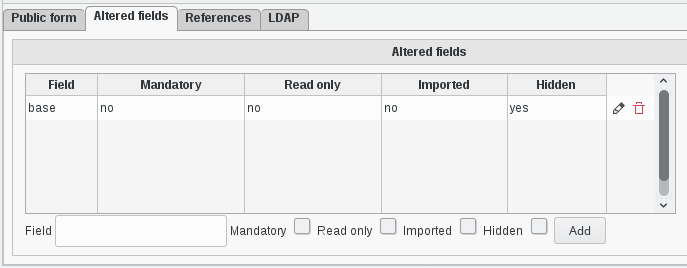 Public form Altered fields References LDAP
Altered fields
Field Mandatory Read only Imported Hidden
base no no no yes
Field Mandatory Read only Imported Hidden Add